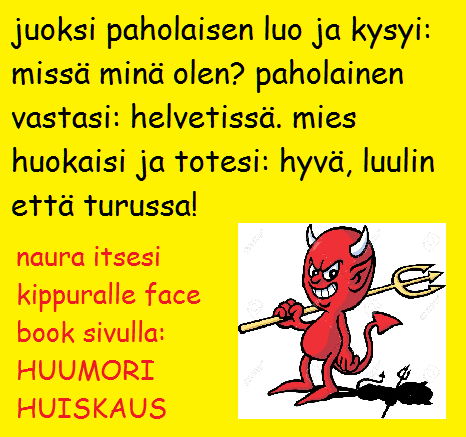 juoksi paholaisen luo ja kysyi:
missä minä olen? paholainen
vastasi: helvetissä. mies
huokaisi ja totesi: hyvä, luulin
että turussa!
naura itsesi
kippuralle face
book sivulla:
HUUMORI
HUISKAUS